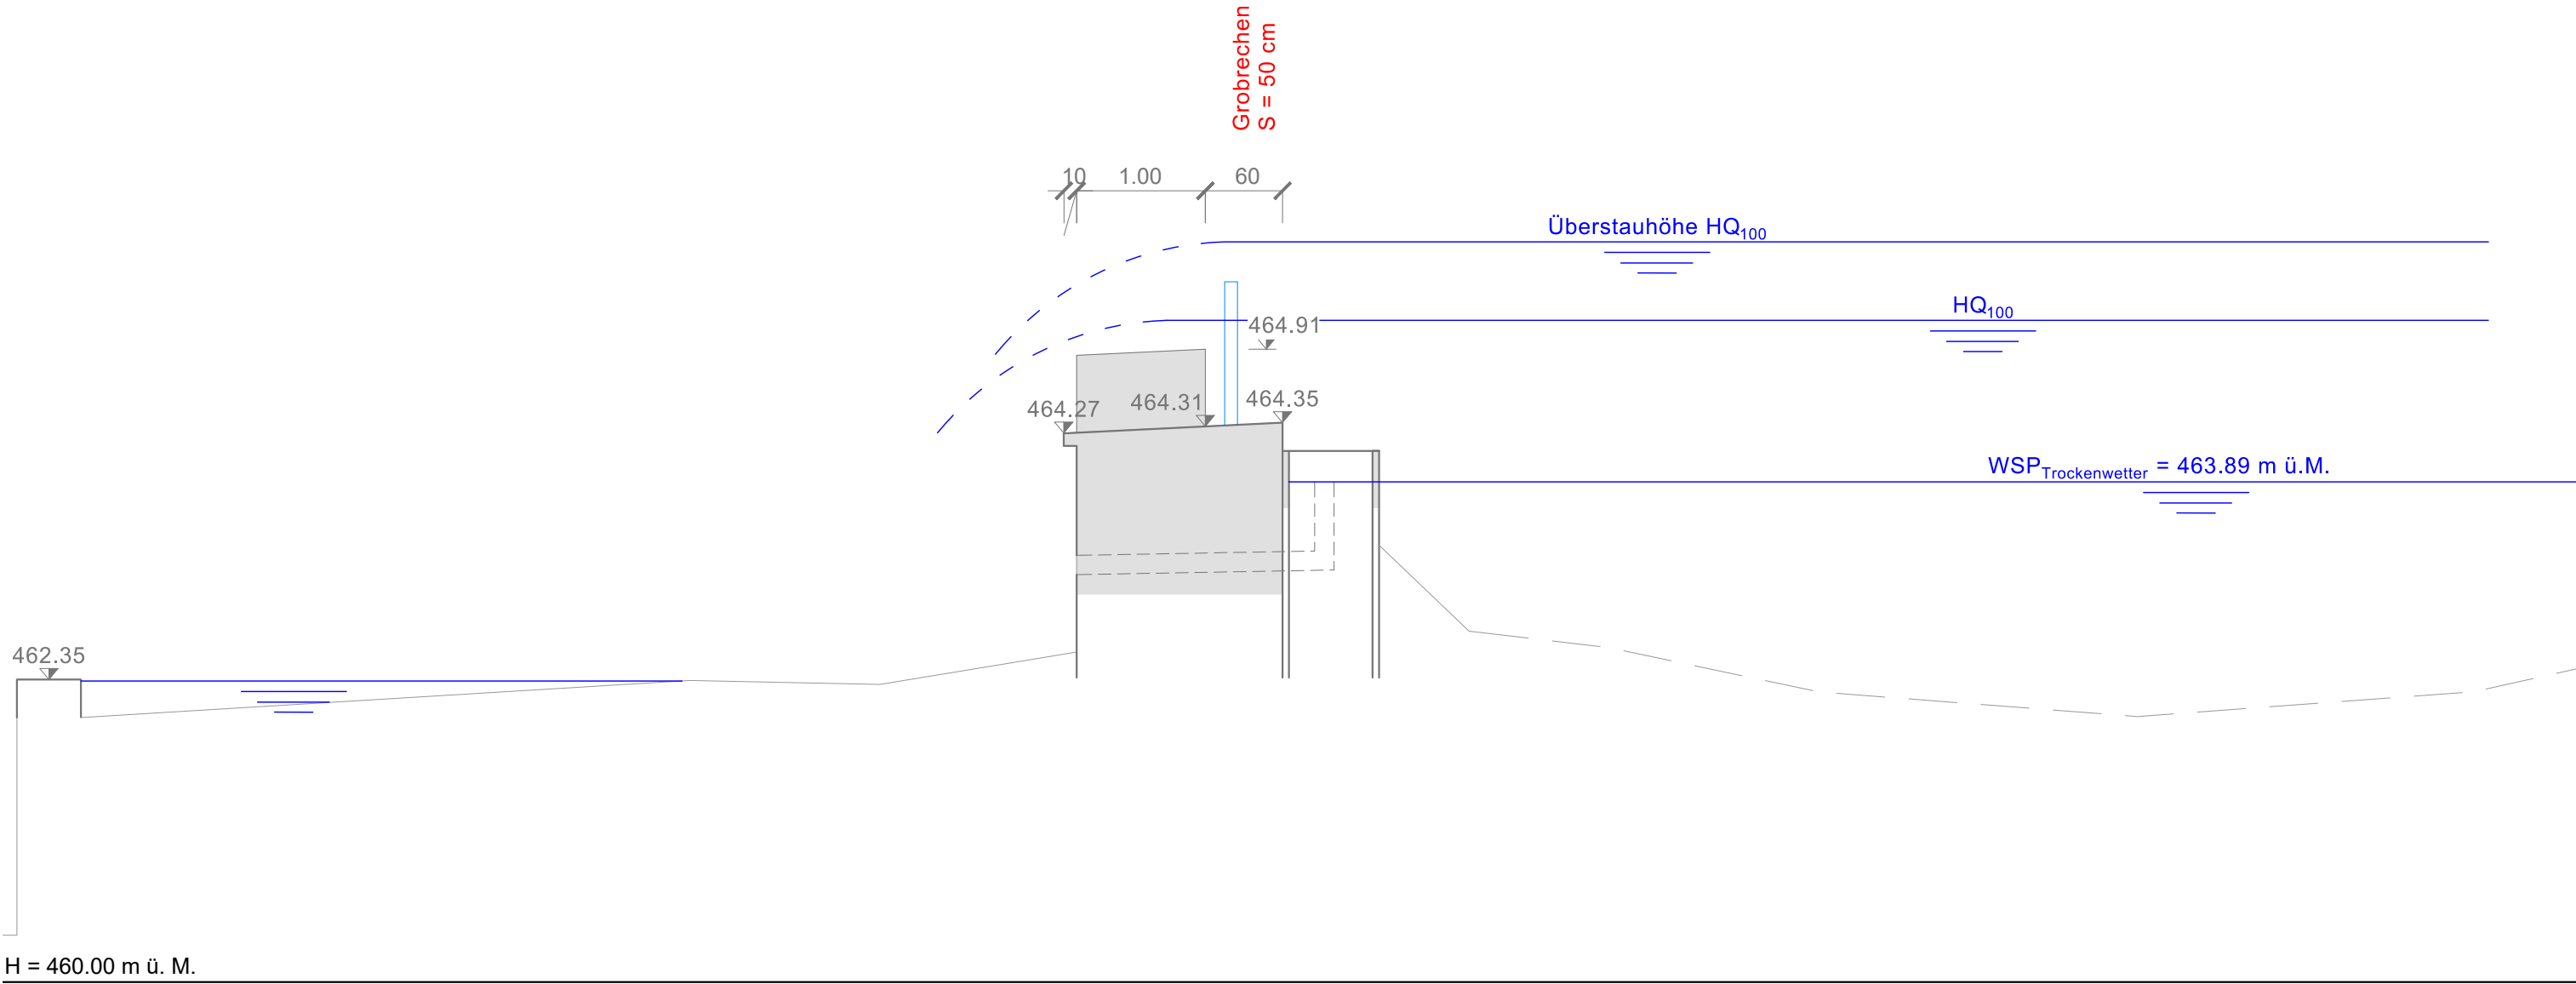 Grobrechen
S = 50 cm
10 1.00 60
Überstauhöhe HQ100
HQ100
464.91
464.27 464.31 464.35
WSPTrockenwetter = 463.89 m ü.M.
462.35
H = 460.00 m ü. M.